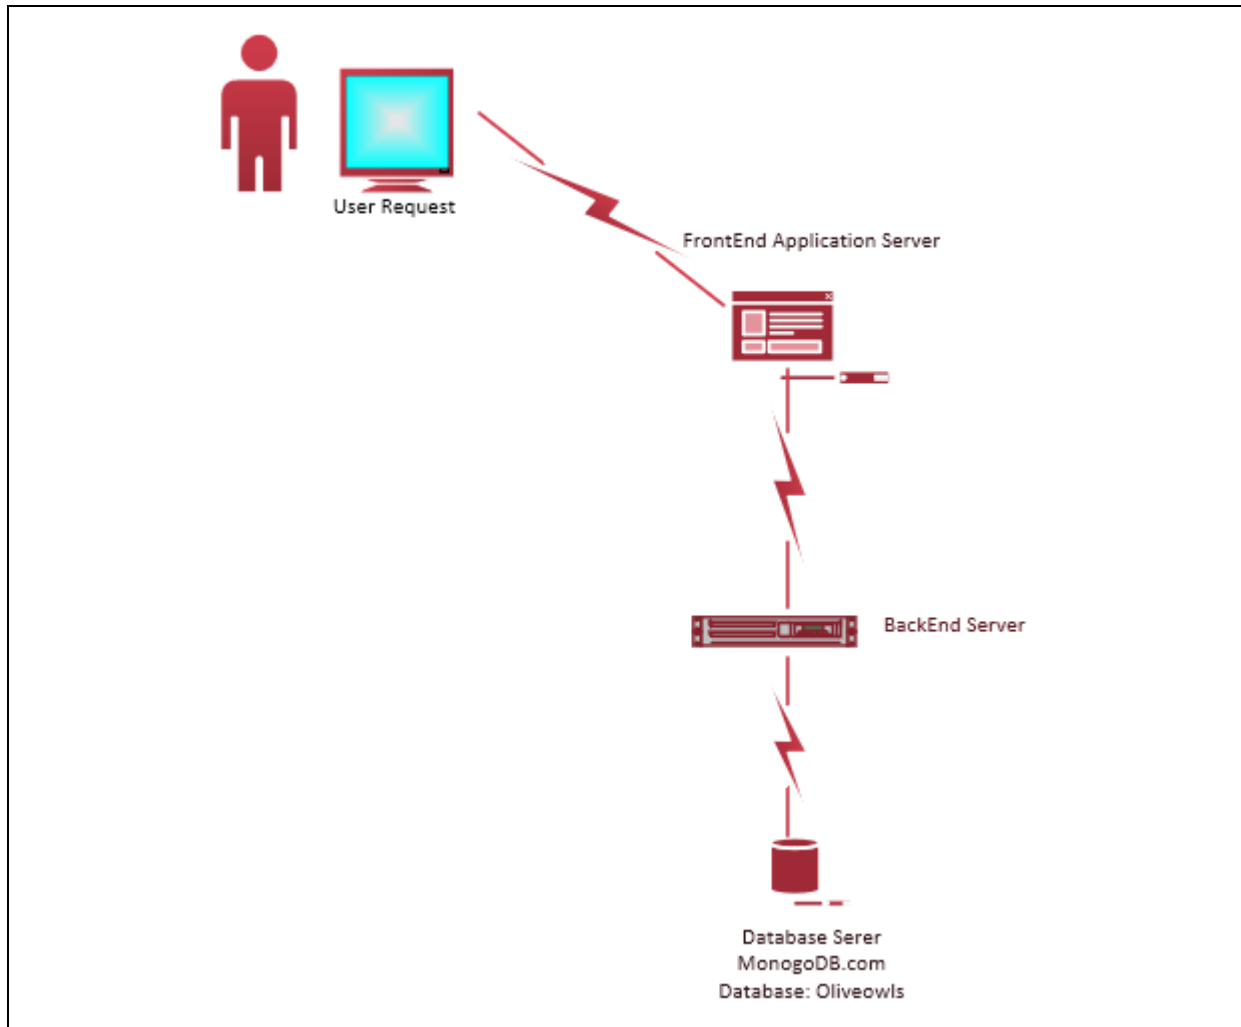 User Request
FrontEnd Application Server
BackEnd Server
Database Serer
MonogoDB.com
Database: Oliveowls